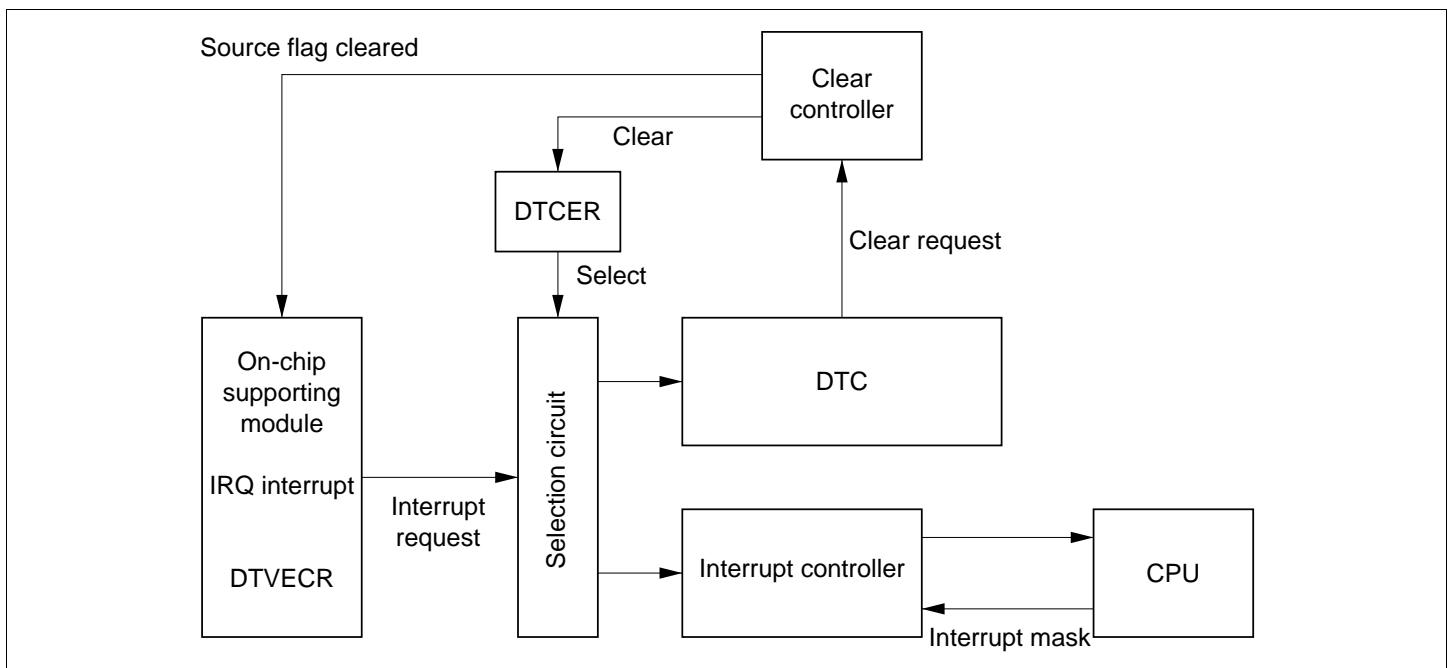 Source flag cleared
Clear
controller
Clear
DTCER
Clear request
Select
On-chip
supporting
module
IRQ interrupt
DTVECR
Interrupt
request
Selection circuit
DTC
Interrupt controller
CPU
Interrupt mask